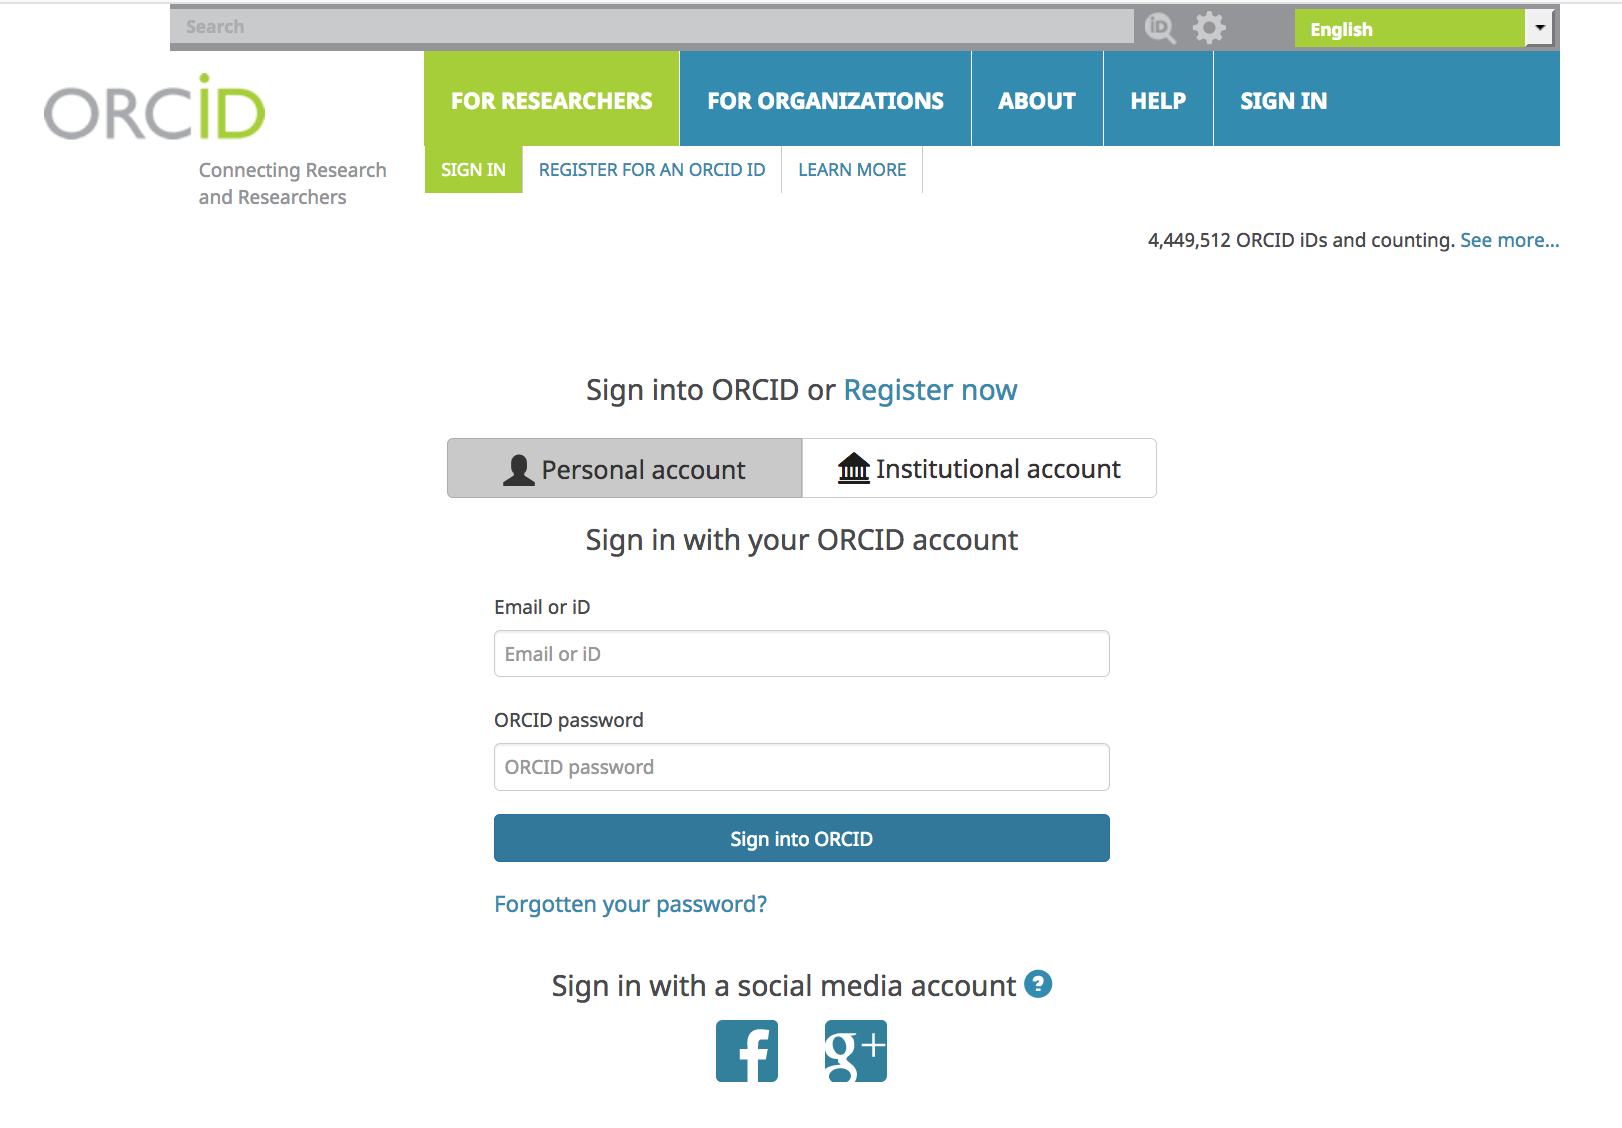 Search
iD
English
ORCiD
Connecting Research
and Researchers
FOR RESEARCHERS
FOR ORGANIZATIONS
ABOUT
HELP
SIGN IN
SIGN IN
REGISTER FOR AN ORCID ID
LEARN MORE
4,449,512 ORCID iDs and counting. See more...
Sign into ORCID or Register now
Personal account
Institutional account
Sign in with your ORCID account
Email or iD
Email or iD
ORCID password
ORCID password
Sign into ORCID
Forgotten your password?
Sign in with a social media account ?
f
g+